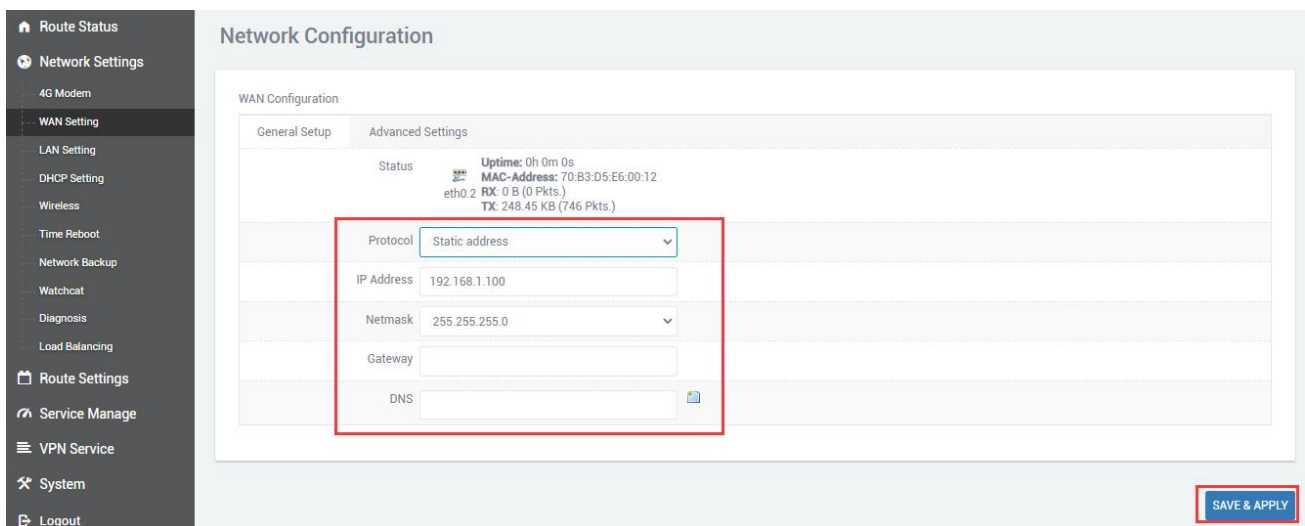 Route Status
Network Settings
4G Modem
WAN Setting
LAN Setting
DHCP Setting
Wireless
Time Reboot
Network Backup
Watchcat
Diagnosis
Load Balancing
Route Settings
Service Manage
VPN Service
System
Logout
Network Configuration
WAN Configuration
General Setup Advanced Settings
Status
eth0.2
Uptime: 0h 0m 0s
MAC-Address: 70:B3:D5:E6:00:12
RX: 0 B (0 Pkts.)
TX: 248.45 KB (746 Pkts.)
Protocol Static address
IP Address 192.168.1.100
Netmask 255.255.255.0
Gateway
DNS
SAVE & APPLY